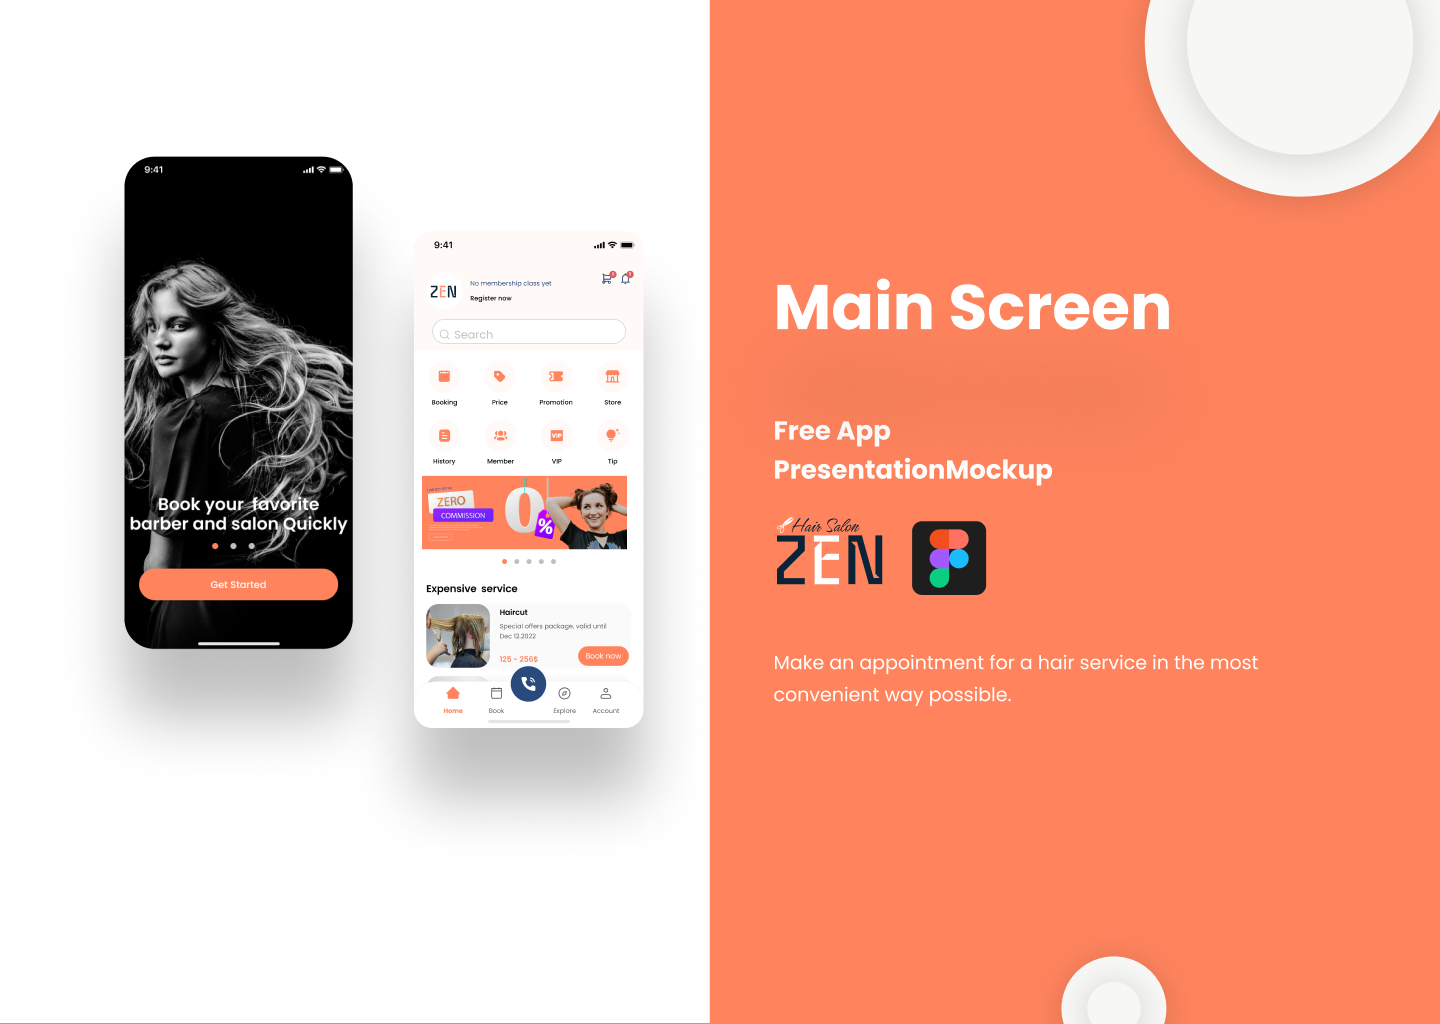 9:41
Book your favorite
barber and salon Quickly
Get Started
9:41
ZEN
No membership class yet
Register now
Search
Booking
Price
Promotion
Store
History
Member
VIP
VIP
Tip
ZERO
COMMISSION
0
%
Expensive service
Haircut
Special offers package, valid until
Dec 12.2022
125 - 256$
Book now
Home
Book
Explore
Account
Main Screen
Free App
PresentationMockup
Hair Salon
ZEN
Make an appointment for a hair service in the most
convenient way possible.